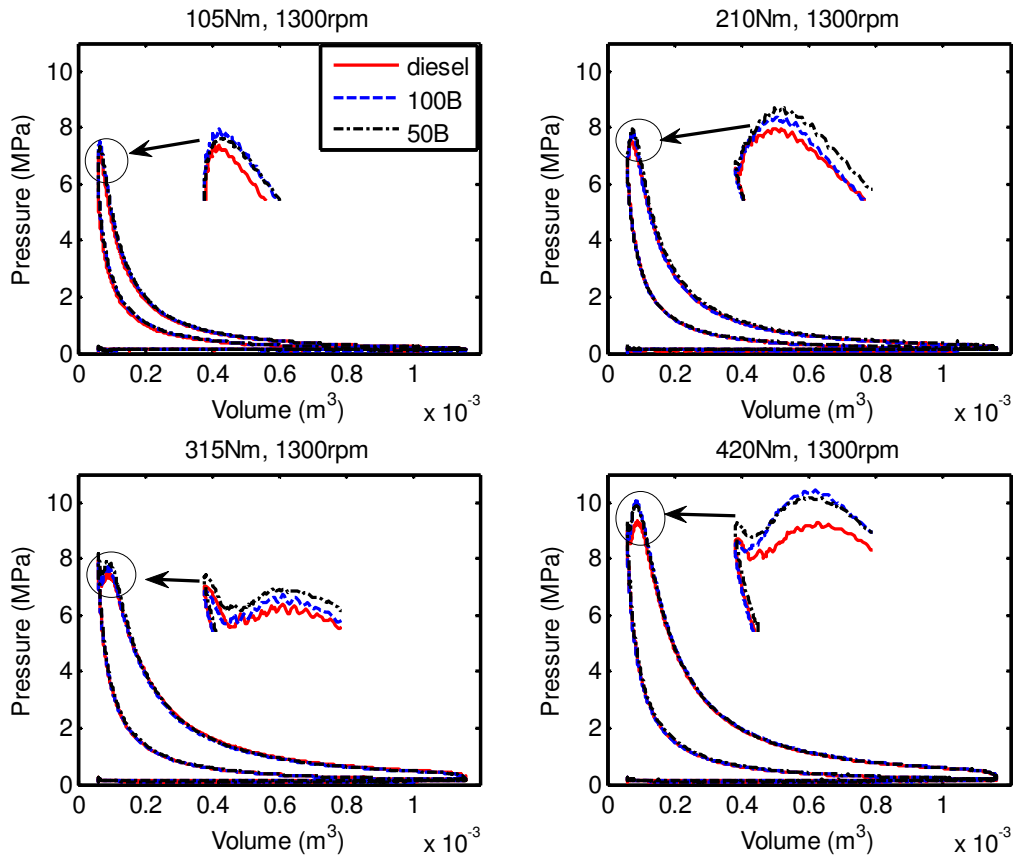 105Nm, 1300rpm
Pressure (MPa)
10
8
6
4
2
0
diesel
100B
50B
0 0.2 0.4 0.6 0.8 1
Volume (m³)
x 10⁻³
210Nm, 1300rpm
Pressure (MPa)
10
8
6
4
2
0
0 0.2 0.4 0.6 0.8 1
Volume (m³)
x 10⁻³
315Nm, 1300rpm
Pressure (MPa)
10
8
6
4
2
0
0 0.2 0.4 0.6 0.8 1
Volume (m³)
x 10⁻³
420Nm, 1300rpm
Pressure (MPa)
10
8
6
4
2
0
0 0.2 0.4 0.6 0.8 1
Volume (m³)
x 10⁻³